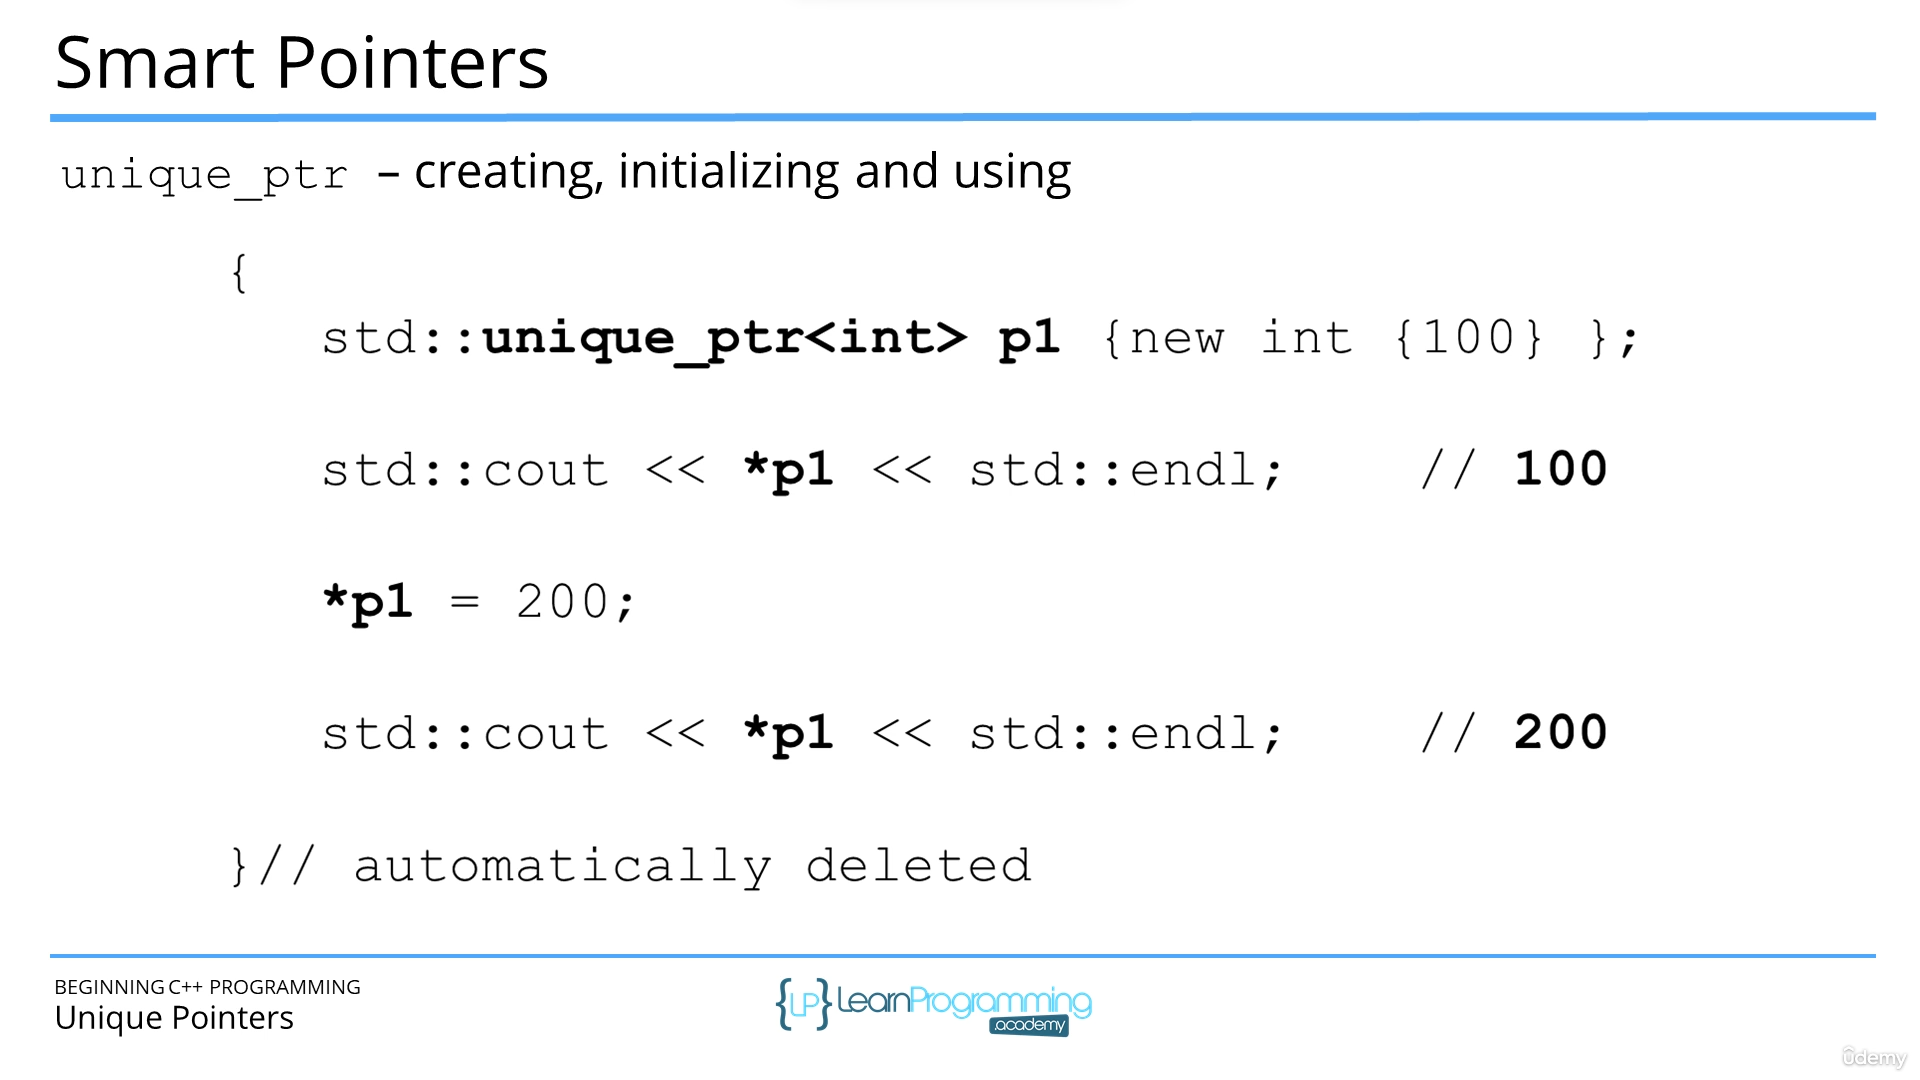 Smart Pointers
unique_ptr – creating, initializing and using
{
std::unique_ptr<int> p1 {new int {100} };
std::cout << *p1 << std::endl; // 100
*p1 = 200;
std::cout << *p1 << std::endl; // 200
}// automatically deleted
BEGINNING C++ PROGRAMMING
Unique Pointers
{LP} LearnProgramming
.academy
ûdemy